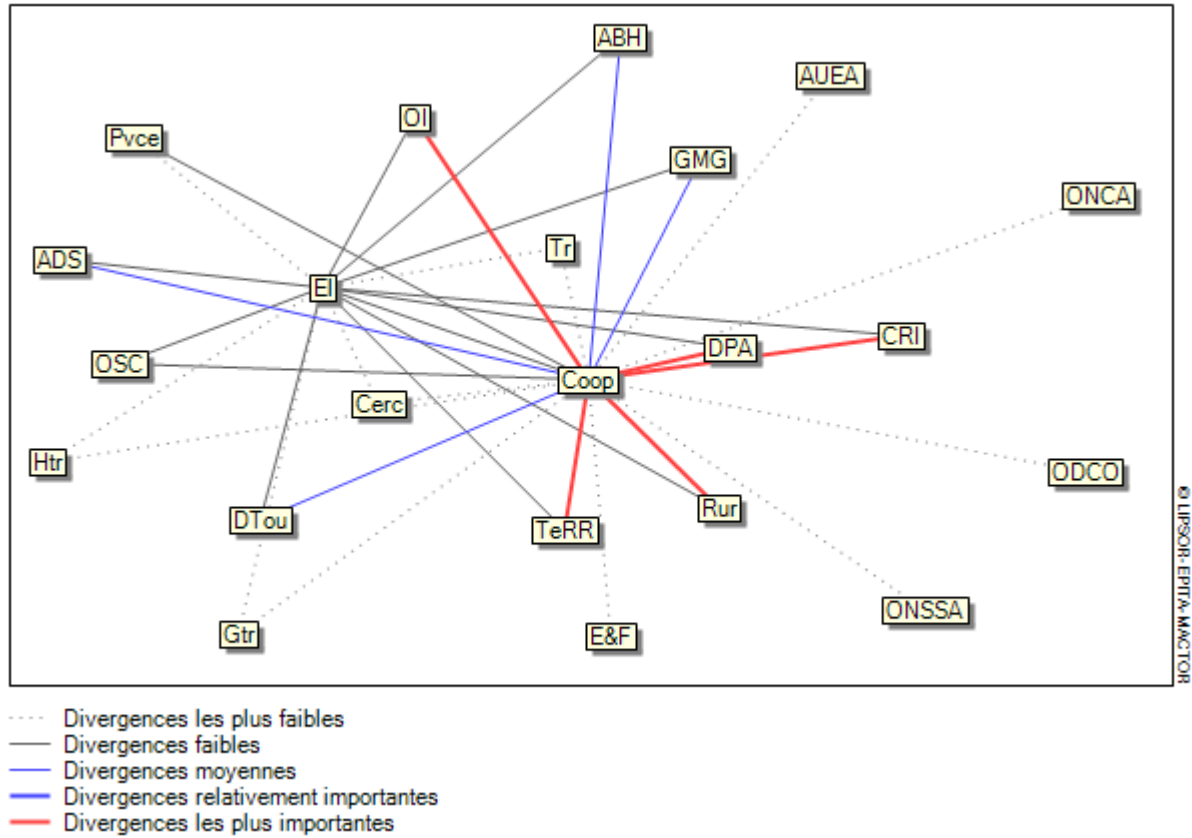 ABH
AUEA
OI
Pvce
GMG
ONCA
Tr
ADS
EI
CRI
DPA
OSC
Coop
Cerc
Htr
ODCO
Rur
DTou
TeRR
ONSSA
Gtr
E&F
© LIPSOR-EPITA-MACTOR
Divergences les plus faibles
Divergences faibles
Divergences moyennes
Divergences relativement importantes
Divergences les plus importantes